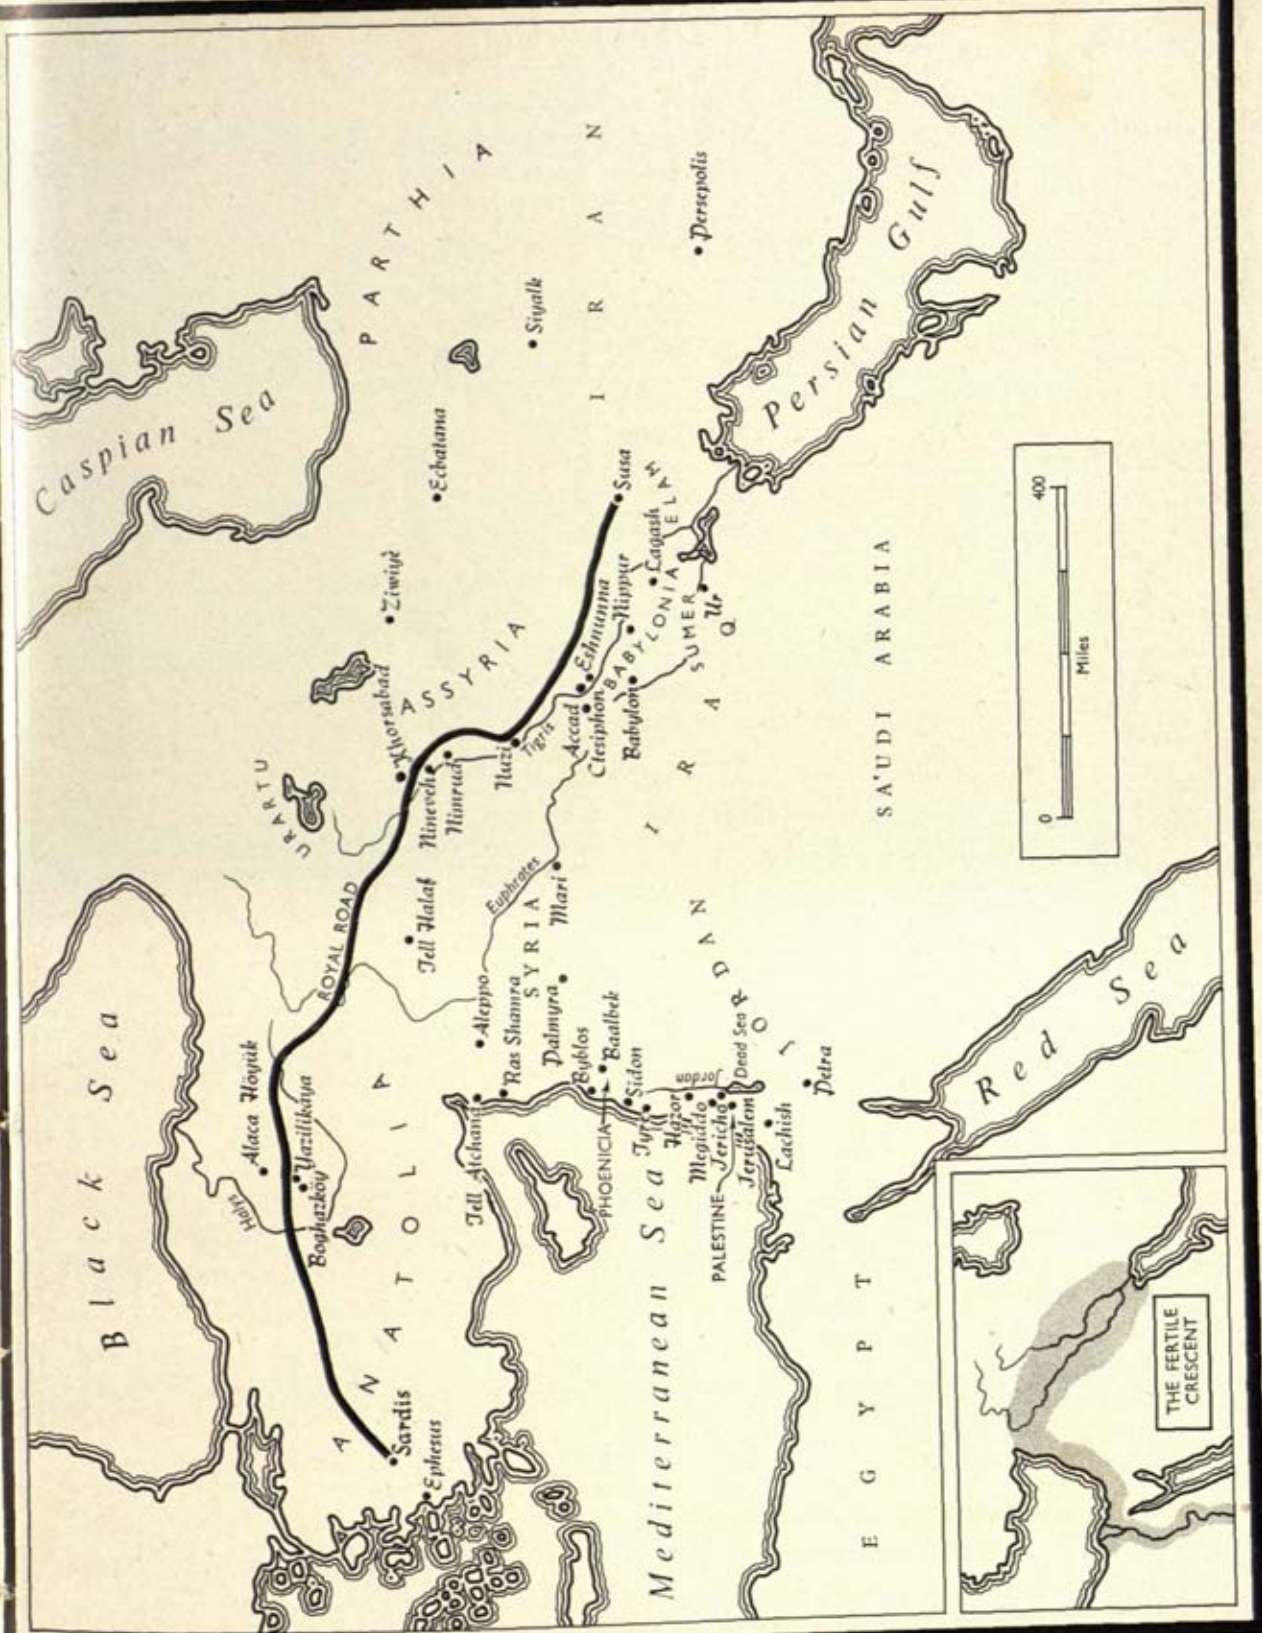 Black Sea
Caspian Sea
PARTHIA
URARTU
Halys
Alaca Höyük
Yazilikaya
Boghazköy
ROYAL ROAD
Sardis
Ephesus
ANATOLIA
Khorsabad
Ziwiyè
Ecbatana
Siyalk
Nineveh
Nimrud
ASSYRIA
Tell Halaf
Nuzi
Tigris
Tell Atchana
Aleppo
Ras Shamra
SYRIA
Euphrates
Mari
Palmyra
Accad
Eshnunna
Ctesiphon
BABYLONIA
Babylon
Nippur
Susa
IRAN
Persepolis
Lagash
ELAM
SUMER
Ur
IRAQ
Byblos
Baalbek
PHOENICIA
Sidon
Tyre
Hazor
Jordan
Megiddo
Jericho
PALESTINE
Jerusalem
Dead Sea
JORDAN
Lachish
Petra
Mediterranean Sea
Persian Gulf
EGYPT
SA'UDI ARABIA
Red Sea
0
400
Miles
THE FERTILE
CRESCENT